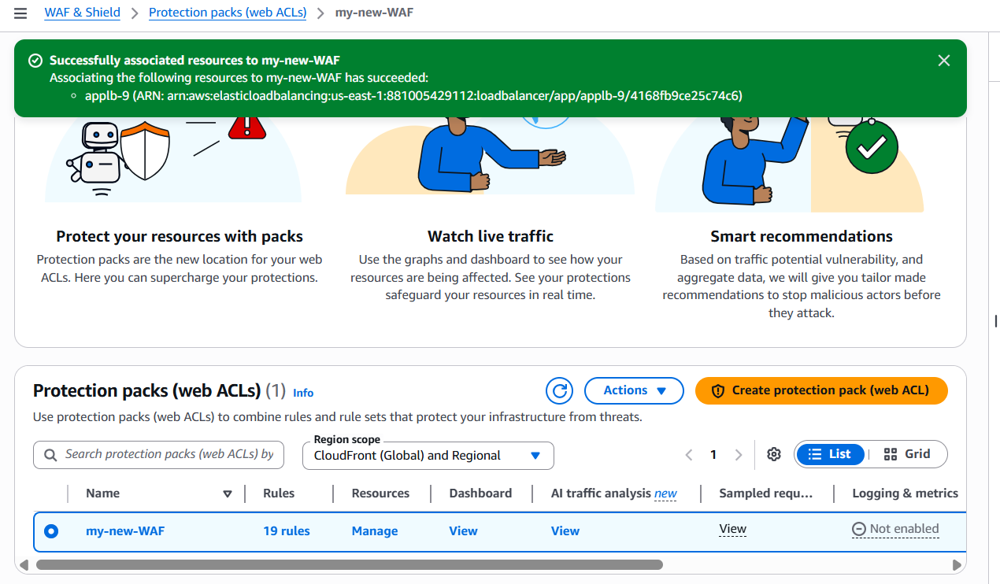 WAF & Shield > Protection packs (web ACLs) > my-new-WAF
Successfully associated resources to my-new-WAF
Associating the following resources to my-new-WAF has succeeded:
applb-9 (ARN: arn:aws:elasticloadbalancing:us-east-1:881005429112:loadbalancer/app/applb-9/4168fb9ce25c74c6)
Protect your resources with packs
Protection packs are the new location for your web
ACLs. Here you can supercharge your protections.
Watch live traffic
Use the graphs and dashboard to see how your
resources are being affected. See your protections
safeguard your resources in real time.
Smart recommendations
Based on traffic potential vulnerability, and
aggregate data, we will give you tailor made
recommendations to stop malicious actors before
they attack.
Protection packs (web ACLs) (1) Info
Actions
Create protection pack (web ACL)
Use protection packs (web ACLs) to combine rules and rule sets that protect your infrastructure from threats.
Search protection packs (web ACLs) by
Region scope
CloudFront (Global) and Regional
1
List
Grid
Name Rules Resources Dashboard AI traffic analysis new Sampled requ... Logging & metrics
my-new-WAF 19 rules Manage View View View Not enabled